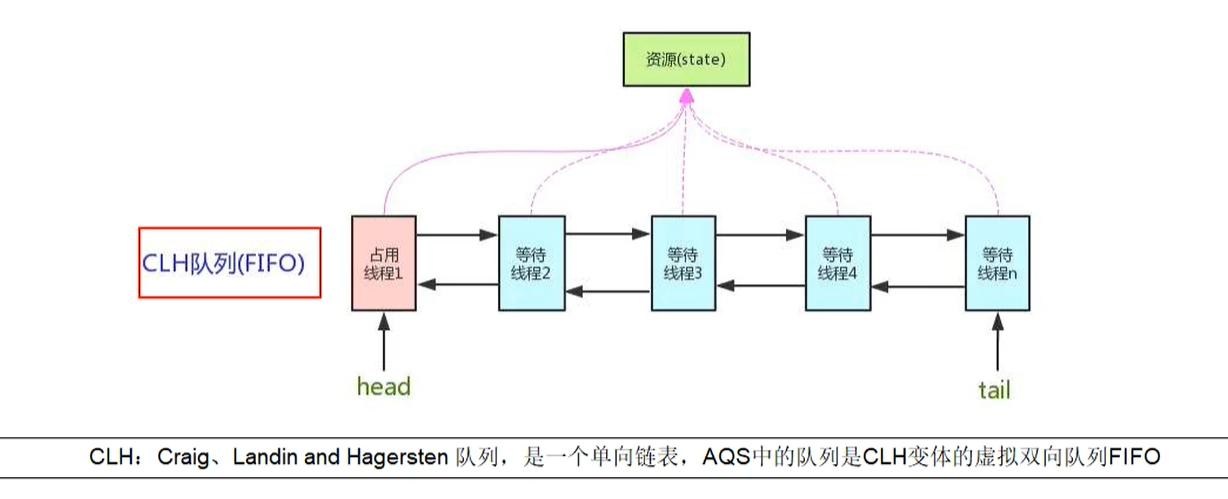 资源(state)
CLH队列(FIFO)
占用
线程1
等待
线程2
等待
线程3
等待
线程4
等待
线程n
head
tail
CLH：Craig、Landin and Hagersten 队列，是一个单向链表，AQS中的队列是CLH变体的虚拟双向队列FIFO